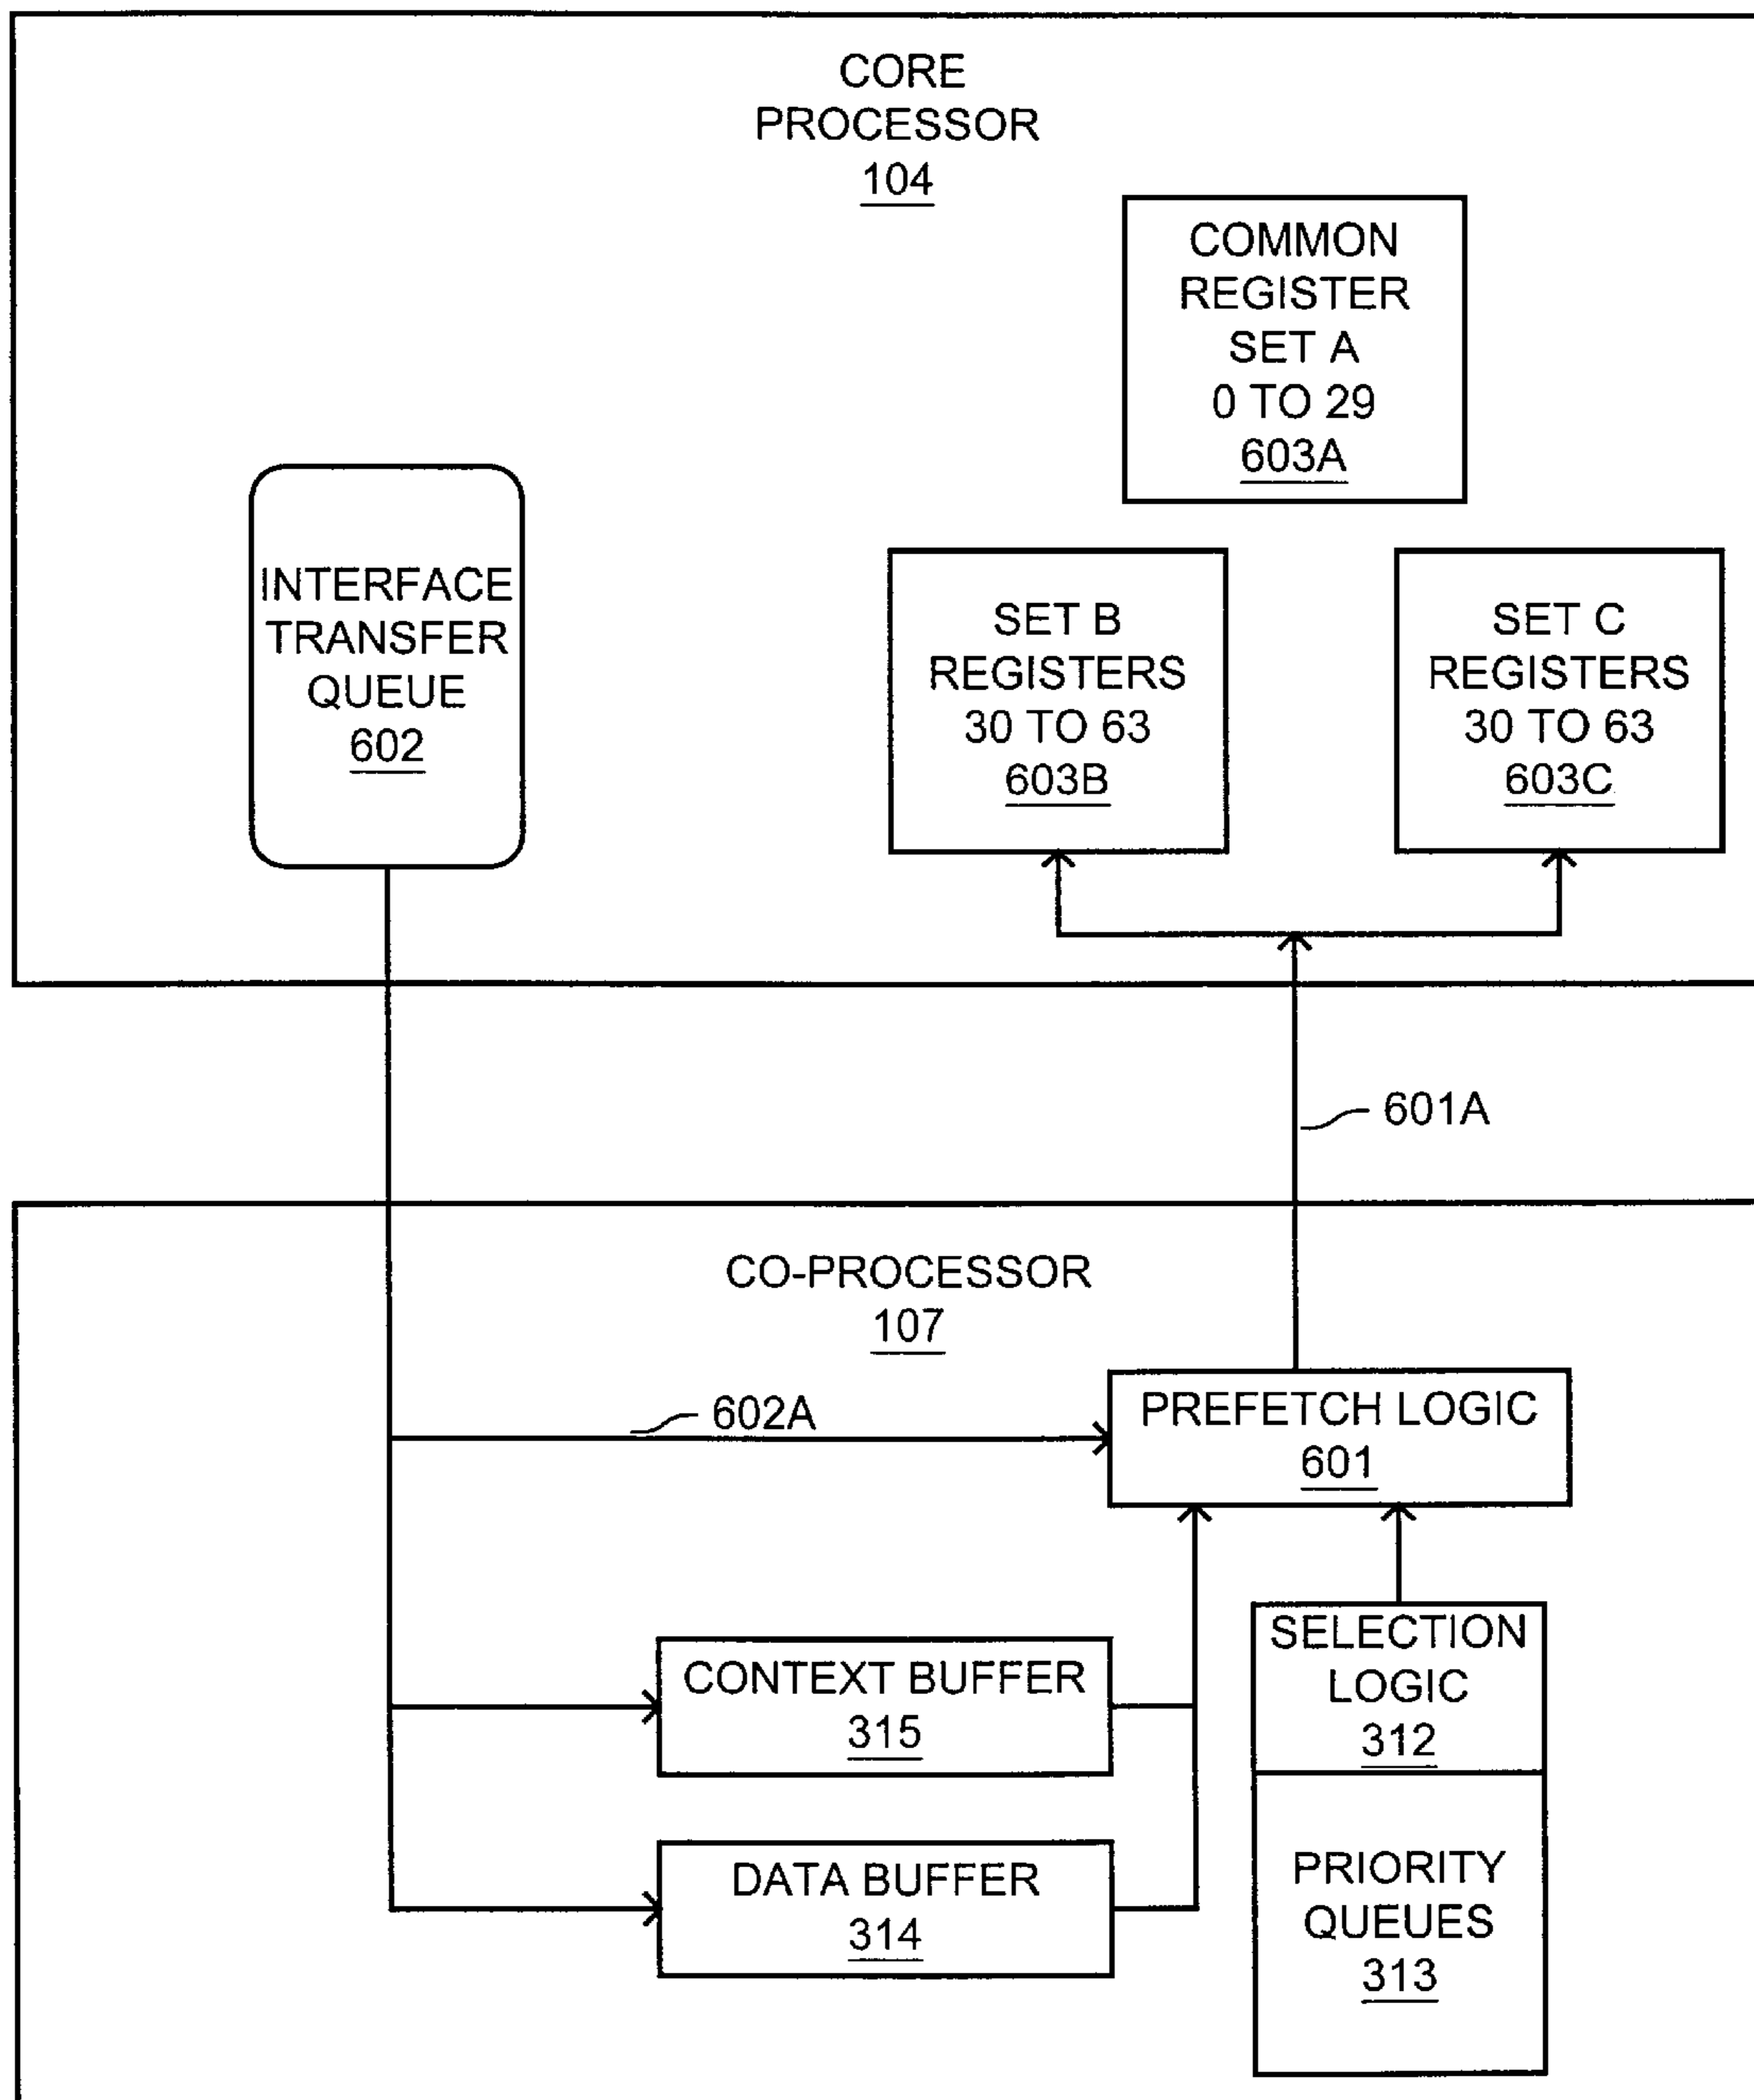 CORE
PROCESSOR
104
COMMON
REGISTER
SET A
0 TO 29
603A
INTERFACE
TRANSFER
QUEUE
602
SET B
REGISTERS
30 TO 63
603B
SET C
REGISTERS
30 TO 63
603C
601A
CO-PROCESSOR
107
602A
PREFETCH LOGIC
601
CONTEXT BUFFER
315
DATA BUFFER
314
SELECTION
LOGIC
312
PRIORITY
QUEUES
313